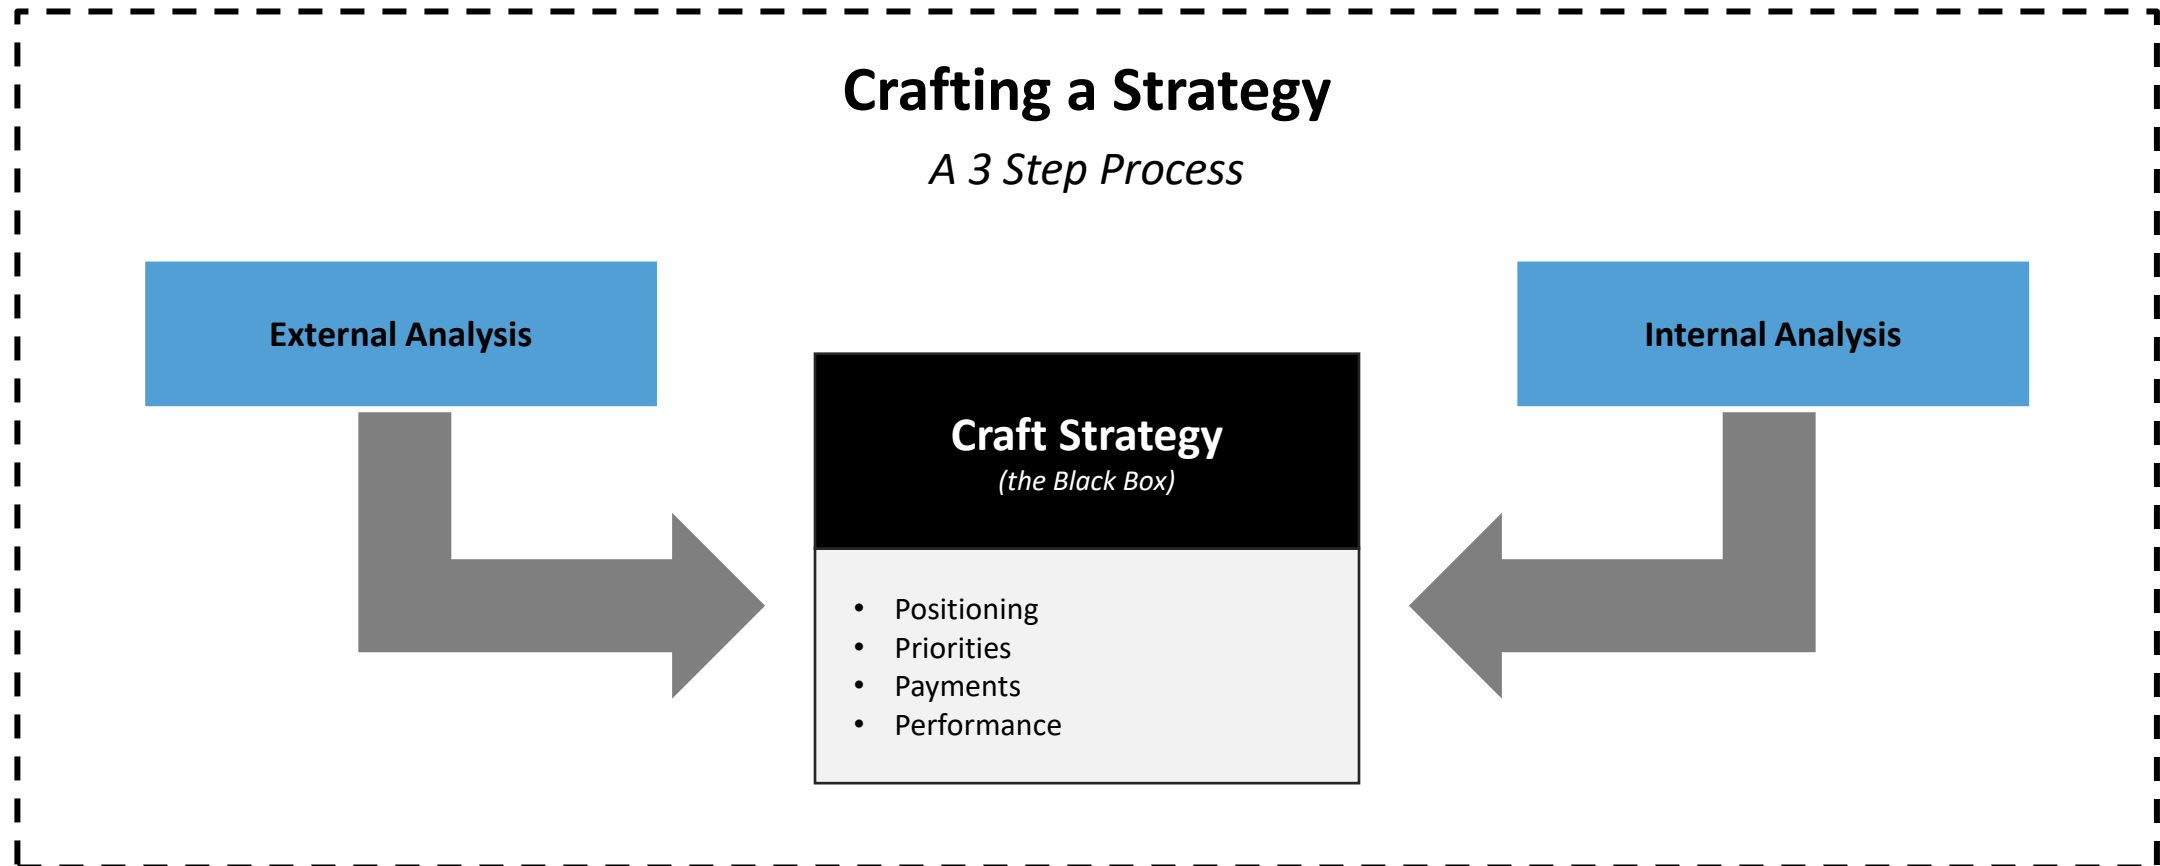 Crafting a Strategy
A 3 Step Process
External Analysis
Internal Analysis
Craft Strategy
(the Black Box)
• Positioning
• Priorities
• Payments
• Performance